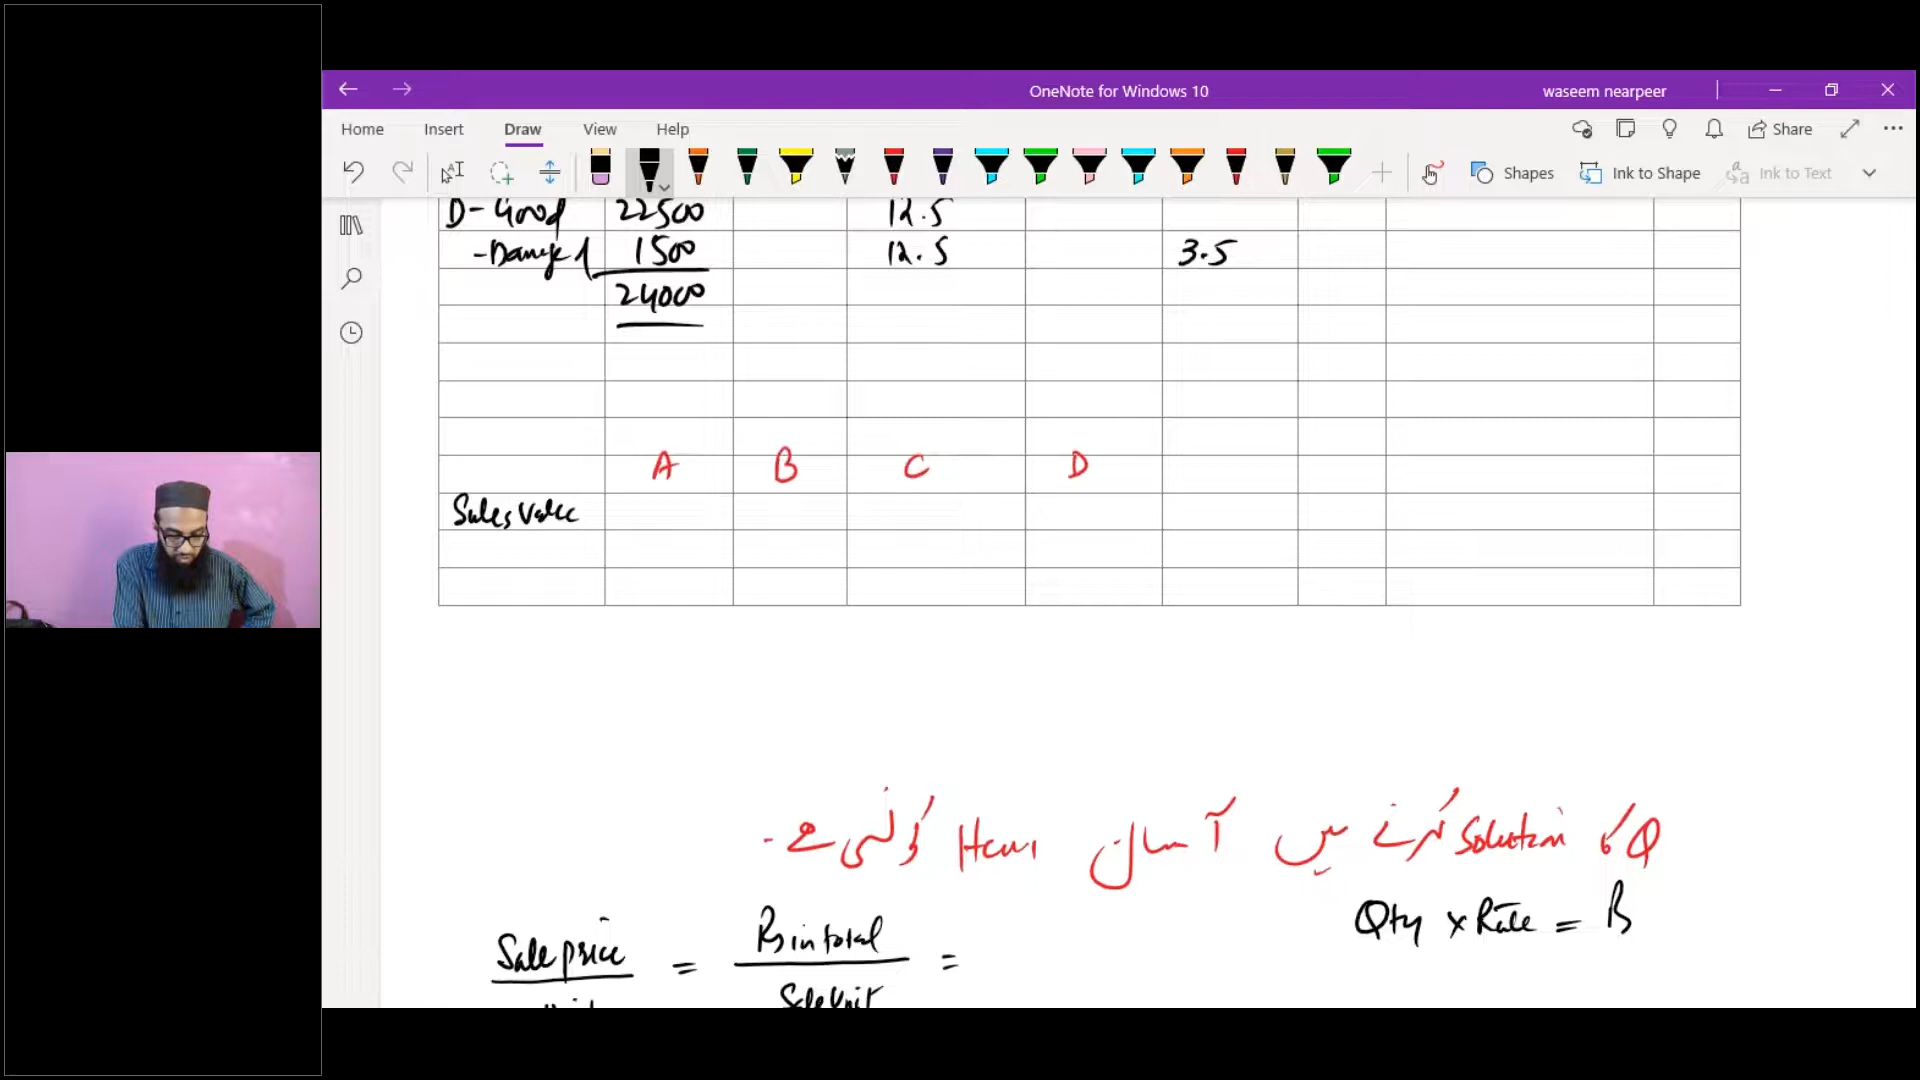 OneNote for Windows 10
waseem nearpeer
Home Insert Draw View Help
Share
Shapes Ink to Shape Ink to Text
D - Good 22500 12.5
1500 12.5 3.5
24000
A B C D
Sales Value
Q کا Solution کرنے میں آسان کونسی ہے -
Qty x Rate = Rs
Sale price = Rs in total =
Sale Unit